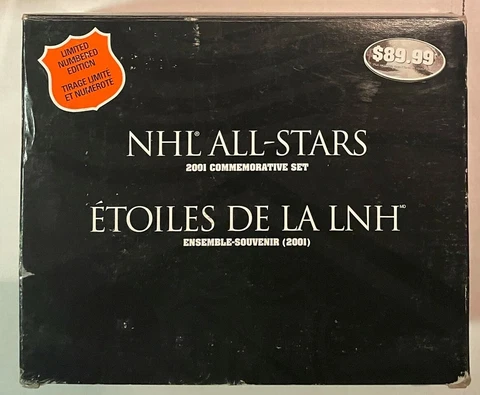 LIMITED
NUMBERED
EDITION
TIRAGE LIMITÉ
ET NUMÉROTÉ
$89.99
NHL® ALL-STARS
2001 COMMEMORATIVE SET
ÉTOILES DE LA LNH MD
ENSEMBLE-SOUVENIR (2001)